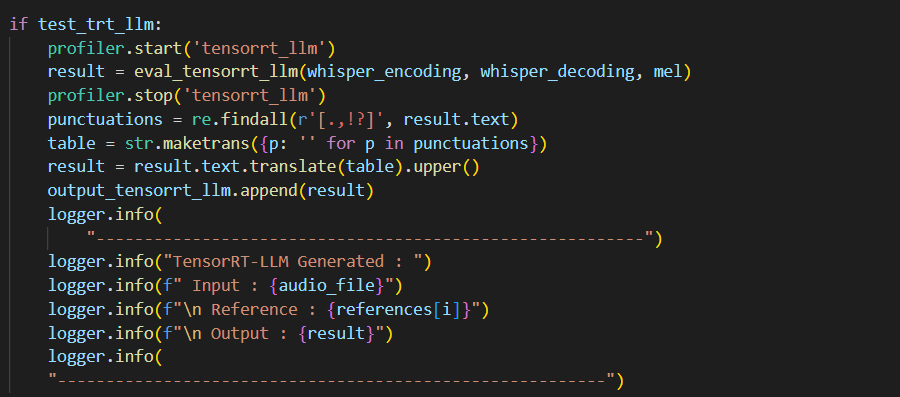 if test_trt_llm:
profiler.start('tensorrt_llm')
result = eval_tensorrt_llm(whisper_encoding, whisper_decoding, mel)
profiler.stop('tensorrt_llm')
punctuations = re.findall(r'[.,!?]', result.text)
table = str.maketrans({p: '' for p in punctuations})
result = result.text.translate(table).upper()
output_tensorrt_llm.append(result)
logger.info(
"---------------------------------------------------------")
logger.info("TensorRT-LLM Generated : ")
logger.info(f" Input : {audio_file}")
logger.info(f"\n Reference : {references[i]}")
logger.info(f"\n Output : {result}")
logger.info(
"---------------------------------------------------------")